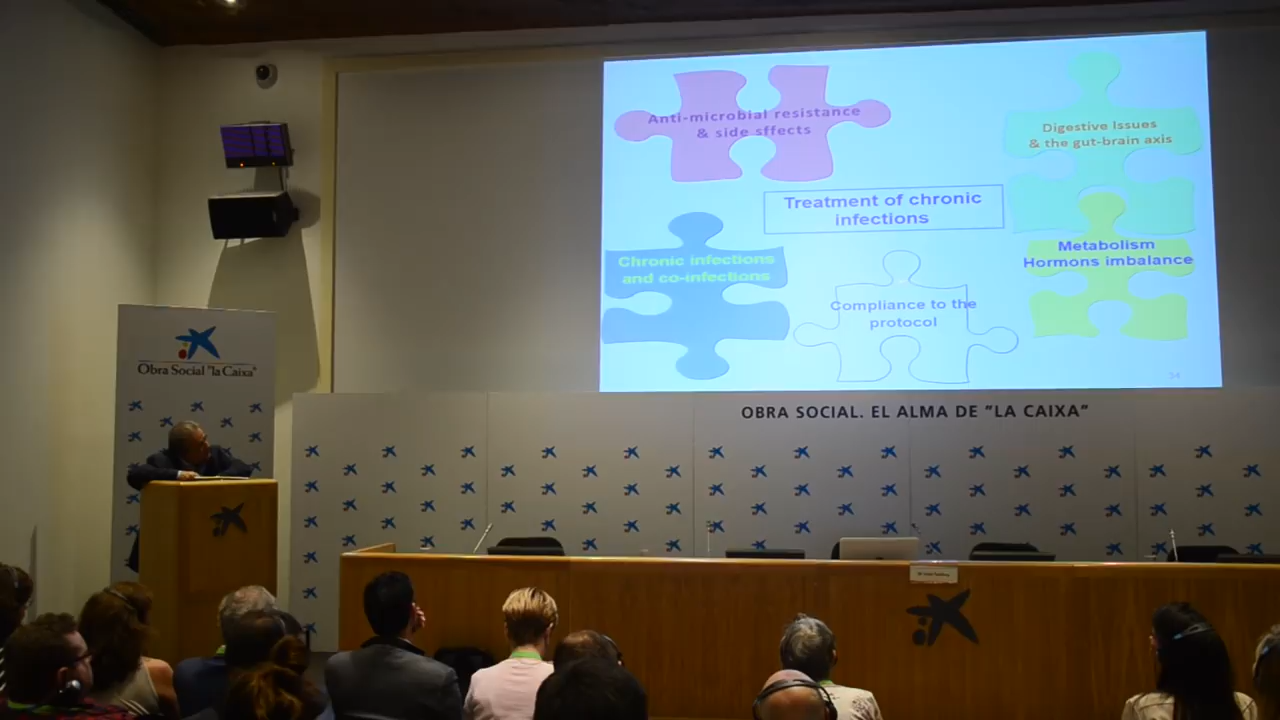 Anti-microbial resistance
& side sffects
Digestive Issues
& the gut-brain axis
Treatment of chronic
infections
Chronic infections
and co-infections
Metabolism
Hormons imbalance
Compliance to the
protocol
34
Obra Social "la Caixa"
OBRA SOCIAL. EL ALMA DE "LA CAIXA"